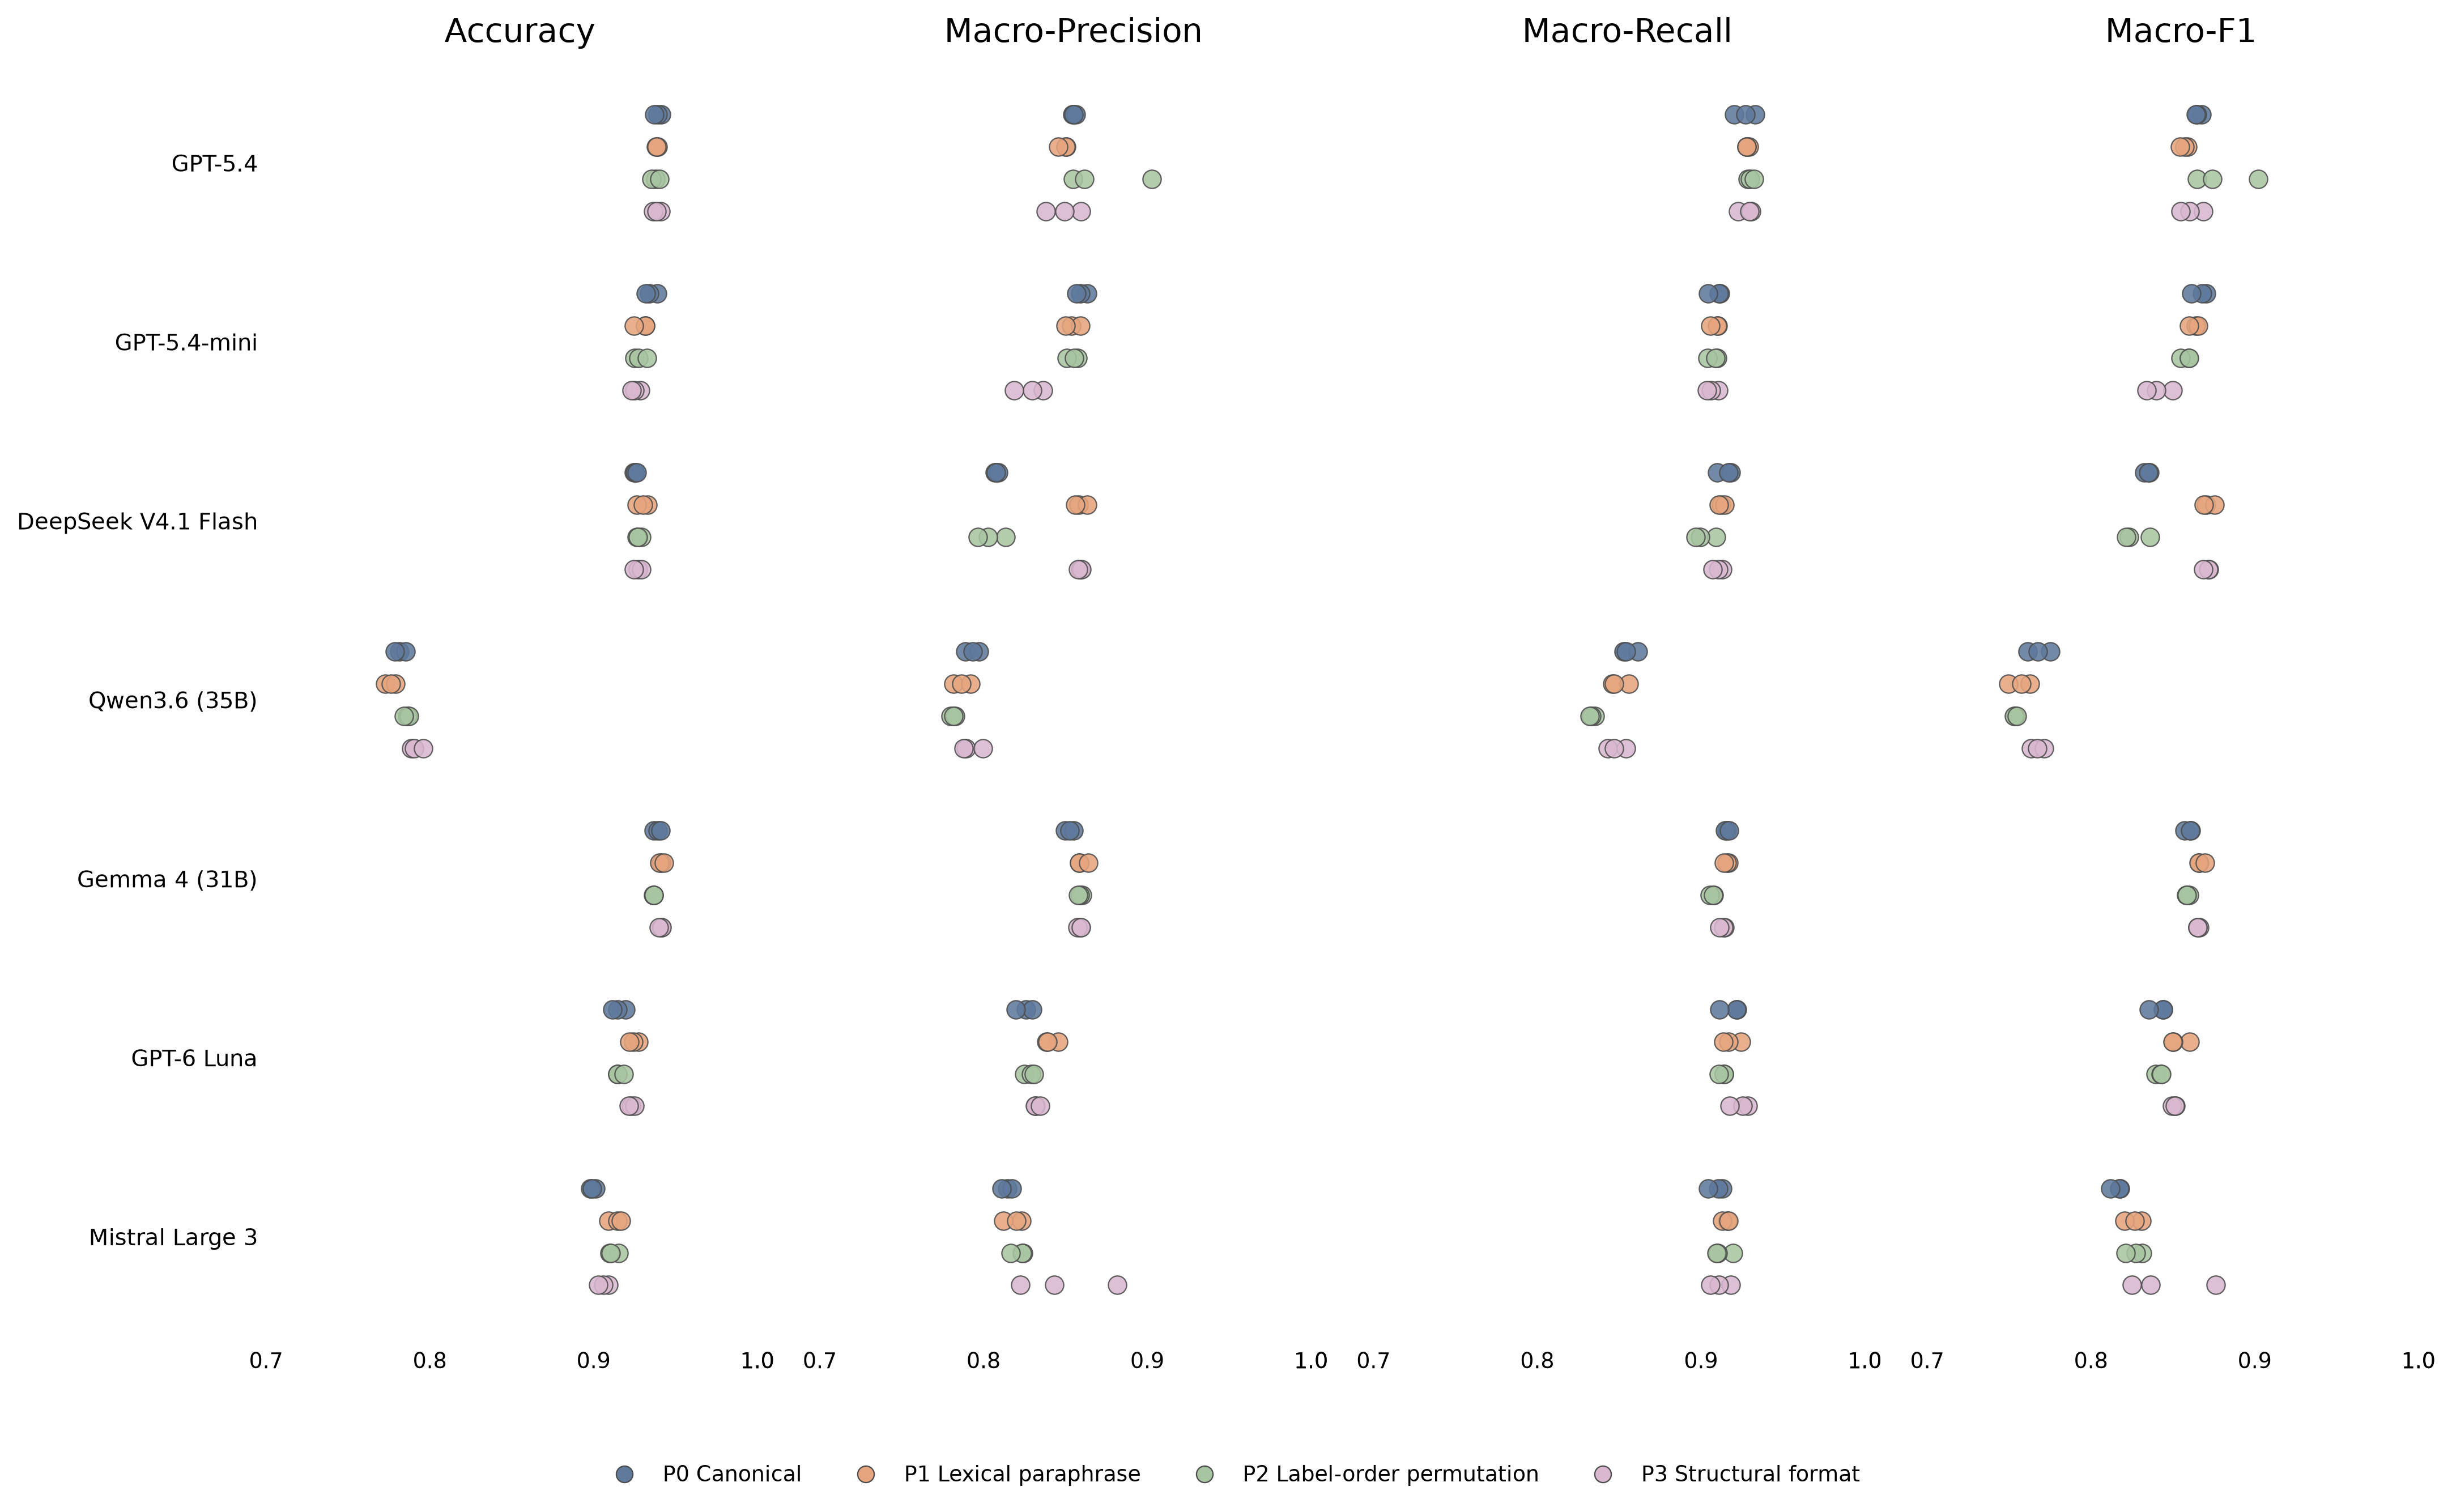 Accuracy Macro-Precision Macro-Recall Macro-F1
GPT-5.4
GPT-5.4-mini
DeepSeek V4.1 Flash
Qwen3.6 (35B)
Gemma 4 (31B)
GPT-6 Luna
Mistral Large 3
0.7 0.8 0.9 1.0 0.7 0.8 0.9 1.0 0.7 0.8 0.9 1.0 0.7 0.8 0.9 1.0
P0 Canonical P1 Lexical paraphrase P2 Label-order permutation P3 Structural format